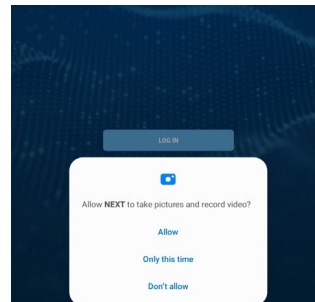 LOG IN
Allow NEXT to take pictures and record video?
Allow
Only this time
Don't allow